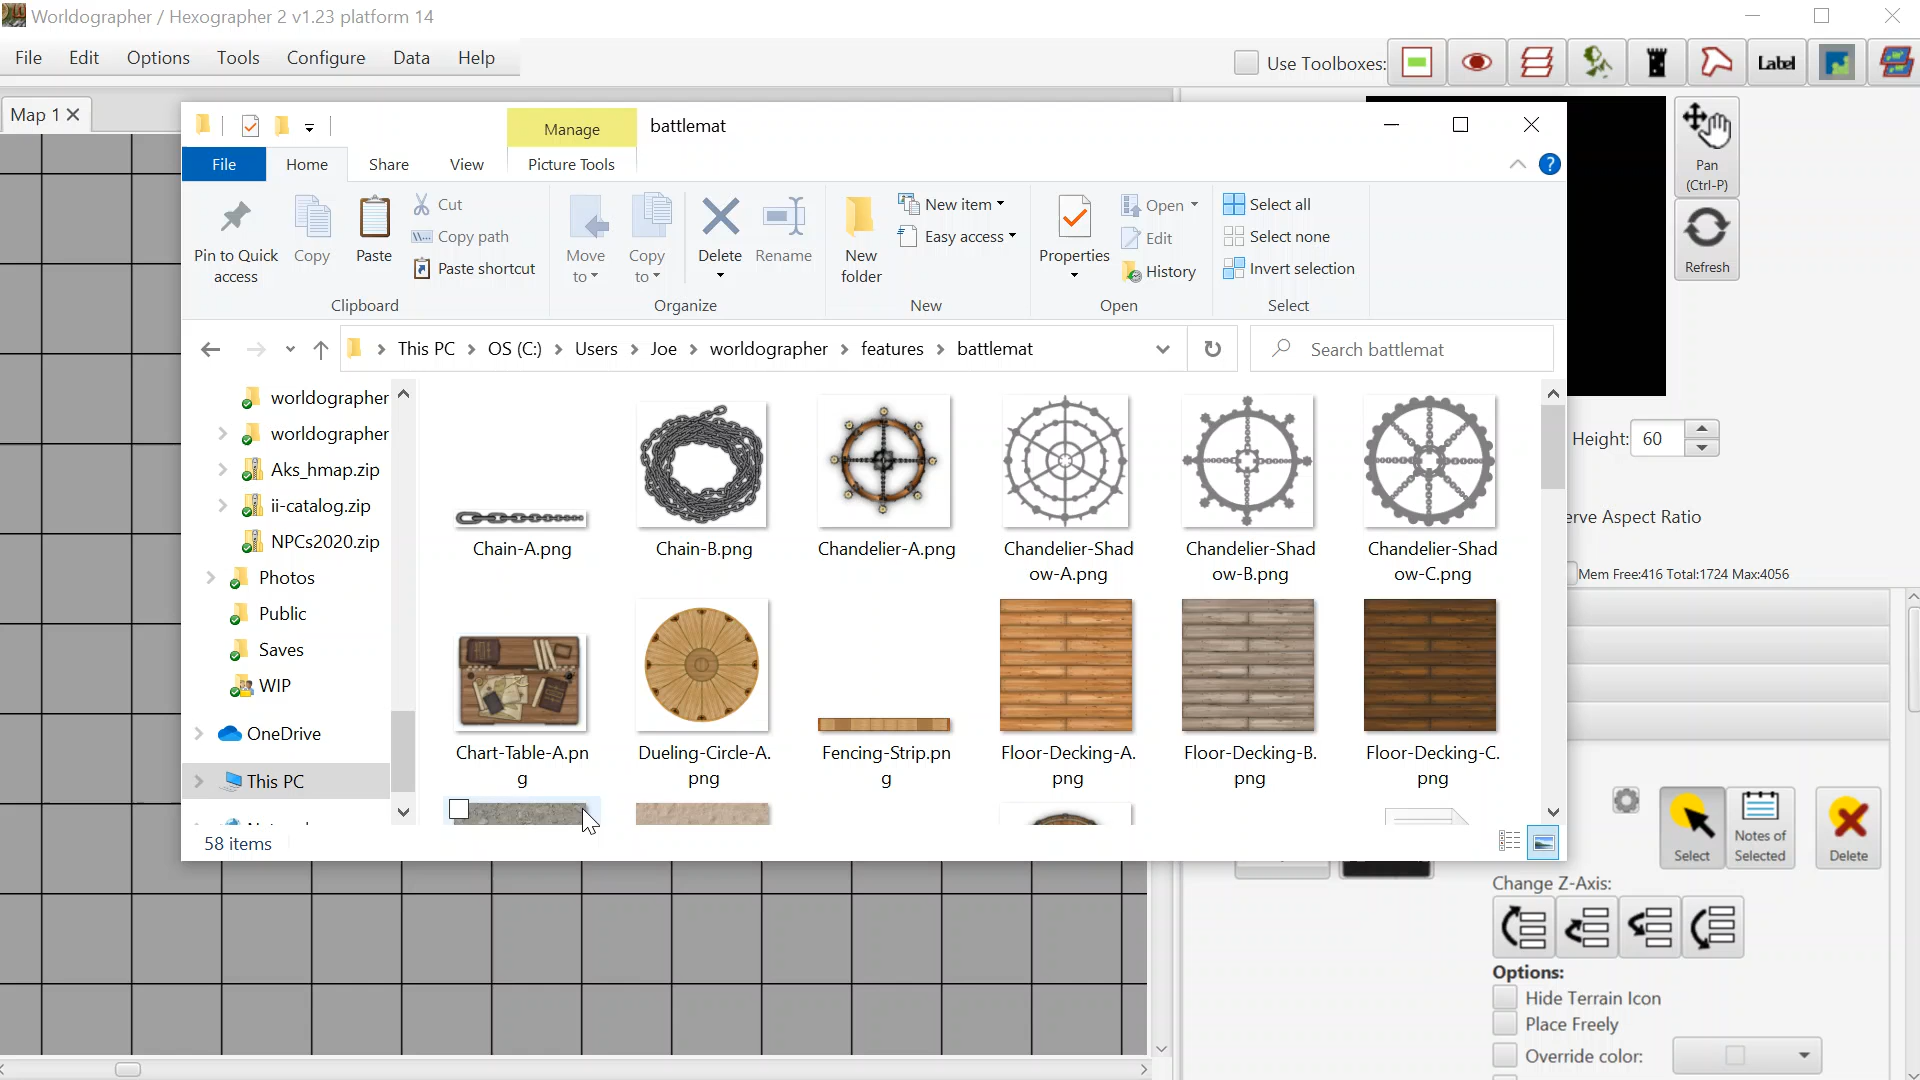 Worldographer / Hexographer 2 v1.23 platform 14
File Edit Options Tools Configure Data Help
Use Toolboxes:
Label
Map 1
Manage
battlemat
File Home Share View Picture Tools
Pin to Quick access
Copy
Paste
Cut
Copy path
Paste shortcut
Clipboard
Move to
Copy to
Delete
Rename
Organize
New folder
New item
Easy access
New
Properties
Open
Edit
History
Open
Select all
Select none
Invert selection
Select
Pan
(Ctrl-P)
Refresh
This PC > OS (C:) > Users > Joe > worldographer > features > battlemat
Search battlemat
worldographer
worldographer
Aks_hmap.zip
ii-catalog.zip
NPCs2020.zip
Photos
Public
Saves
WIP
OneDrive
This PC
Chain-A.png
Chain-B.png
Chandelier-A.png
Chandelier-Shad
ow-A.png
Chandelier-Shad
ow-B.png
Chandelier-Shad
ow-C.png
Chart-Table-A.pn
g
Dueling-Circle-A.
png
Fencing-Strip.pn
g
Floor-Decking-A.
png
Floor-Decking-B.
png
Floor-Decking-C.
png
58 items
Height: 60
erve Aspect Ratio
Mem Free:416 Total:1724 Max:4056
Select
Notes of
Selected
Delete
Change Z-Axis:
Options:
Hide Terrain Icon
Place Freely
Override color: